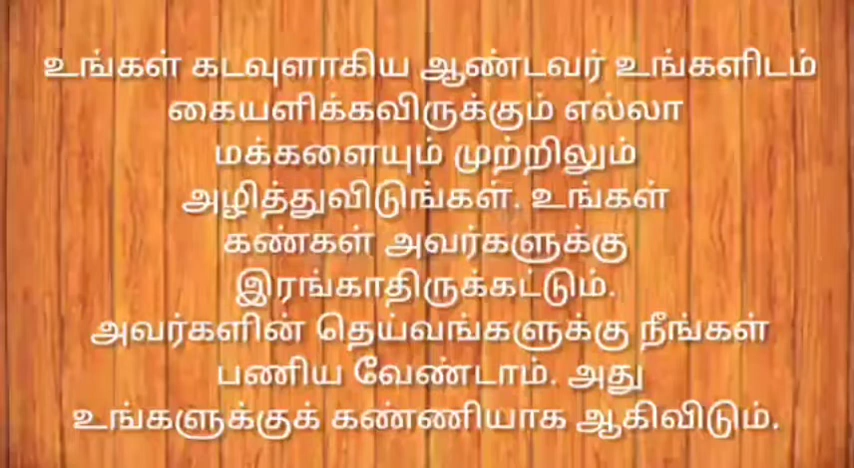 உங்கள் கடவுளாகிய ஆண்டவர் உங்களிடம்
கையளிக்கவிருக்கும் எல்லா
மக்களையும் முற்றிலும்
அழித்துவிடுங்கள். உங்கள்
கண்கள் அவர்களுக்கு
இரங்காதிருக்கட்டும்.
அவர்களின் தெய்வங்களுக்கு நீங்கள்
பணிய வேண்டாம். அது
உங்களுக்குக் கண்ணியாக ஆகிவிடும்.